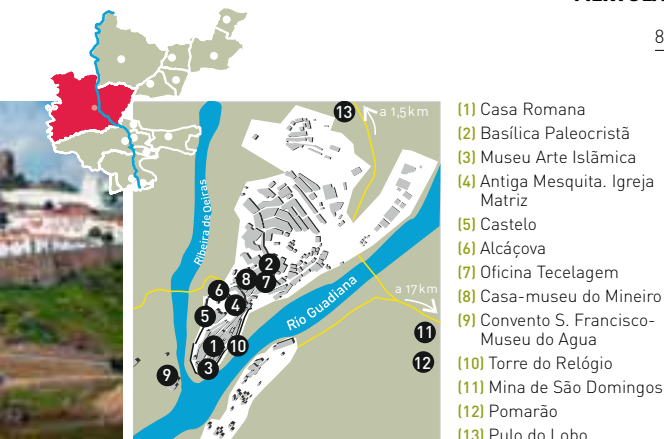 8
13
a 1,5km
Ribeira de Oeiras
2
8
7
6
4
5
Rio Guadiana
a 17km
1
10
11
3
12
9
(1) Casa Romana
(2) Basílica Paleocristã
(3) Museu Arte Islãmica
(4) Antiga Mesquita. Igreja
Matriz
(5) Castelo
(6) Alcáçova
(7) Oficina Tecelagem
(8) Casa-museu do Mineiro
(9) Convento S. Francisco-
Museu do Agua
(10) Torre do Relógio
(11) Mina de São Domingos
(12) Pomarão
(13) Pulo do Lobo